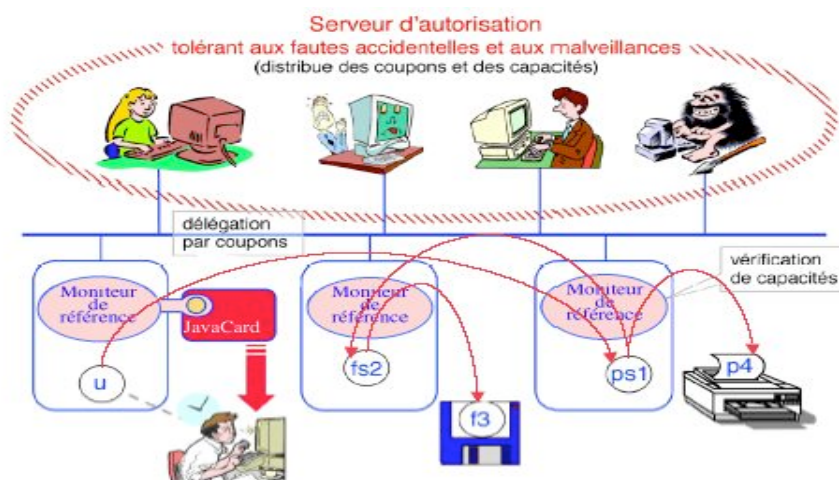 Serveur d'autorisation
tolérant aux fautes accidentelles et aux malveillances
(distribue des coupons et des capacités)
délégation
par coupons
vérification
de capacités
Moniteur
de
référence
JavaCard
Moniteur
de
référence
Moniteur
de
référence
u
fs2
ps1
p4
f3